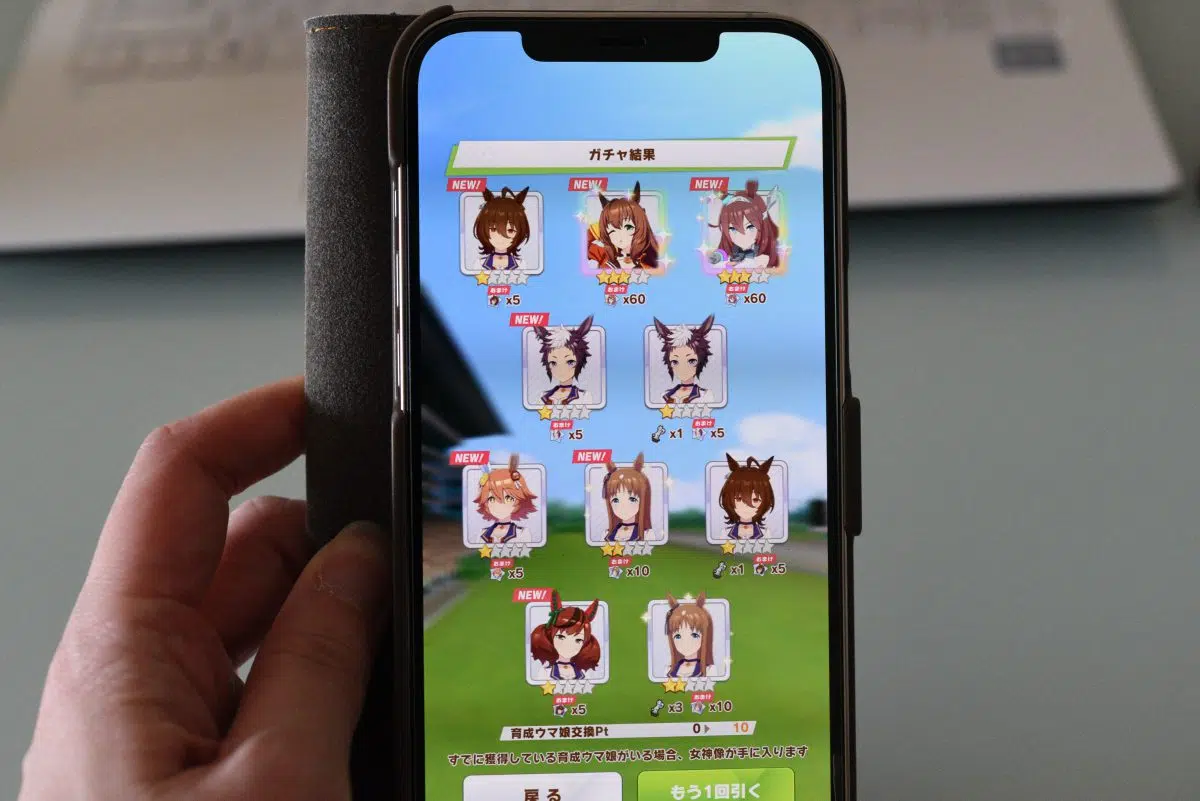 ガチャ結果
NEW! NEW! NEW!
おまけ おまけ おまけ
x5 x60 x60
NEW!
おまけ おまけ
x5 x1 x5
NEW! NEW!
おまけ おまけ おまけ
x5 x10 x1 x5
NEW!
おまけ おまけ
x5 x3 x10
育成ウマ娘交換Pt 0 10
すでに獲得している育成ウマ娘がいる場合、女神像が手に入ります
戻る もう1回引く